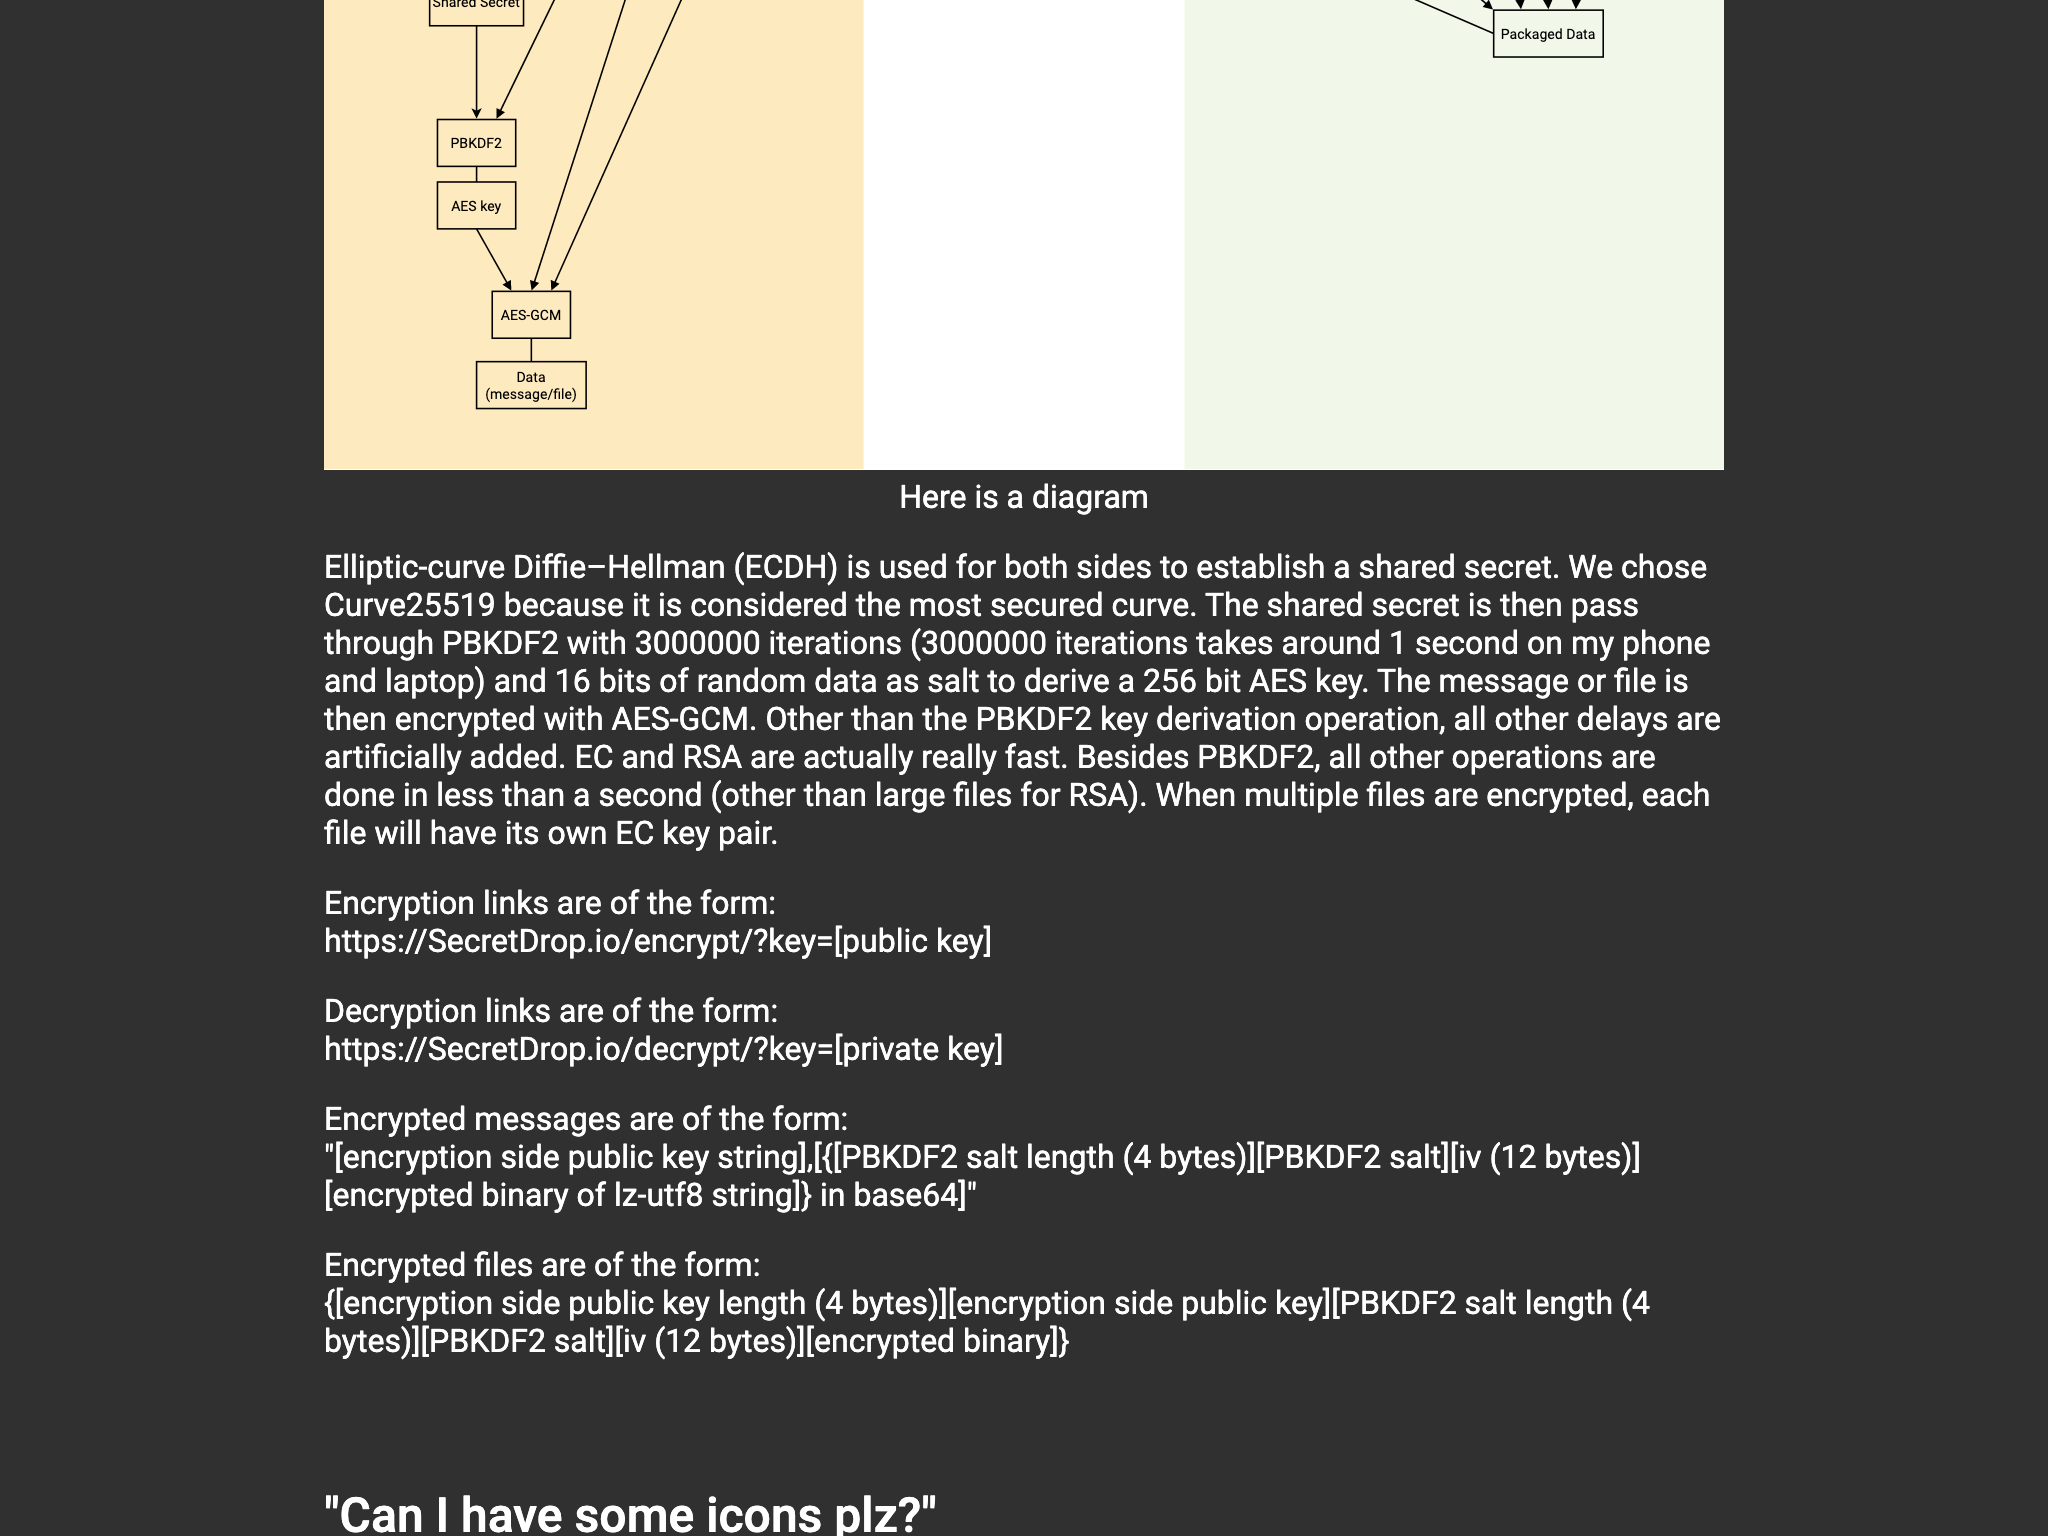 Shared Secret
Packaged Data
PBKDF2
AES key
AES-GCM
Data
(message/file)
Here is a diagram
Elliptic-curve Diffie–Hellman (ECDH) is used for both sides to establish a shared secret. We chose
Curve25519 because it is considered the most secured curve. The shared secret is then pass
through PBKDF2 with 3000000 iterations (3000000 iterations takes around 1 second on my phone
and laptop) and 16 bits of random data as salt to derive a 256 bit AES key. The message or file is
then encrypted with AES-GCM. Other than the PBKDF2 key derivation operation, all other delays are
artificially added. EC and RSA are actually really fast. Besides PBKDF2, all other operations are
done in less than a second (other than large files for RSA). When multiple files are encrypted, each
file will have its own EC key pair.
Encryption links are of the form:
https://SecretDrop.io/encrypt/?key=[public key]
Decryption links are of the form:
https://SecretDrop.io/decrypt/?key=[private key]
Encrypted messages are of the form:
"[encryption side public key string],[{[PBKDF2 salt length (4 bytes)][PBKDF2 salt][iv (12 bytes)]
[encrypted binary of lz-utf8 string]} in base64]"
Encrypted files are of the form:
{[encryption side public key length (4 bytes)][encryption side public key][PBKDF2 salt length (4
bytes)][PBKDF2 salt][iv (12 bytes)][encrypted binary]}
"Can I have some icons plz?"